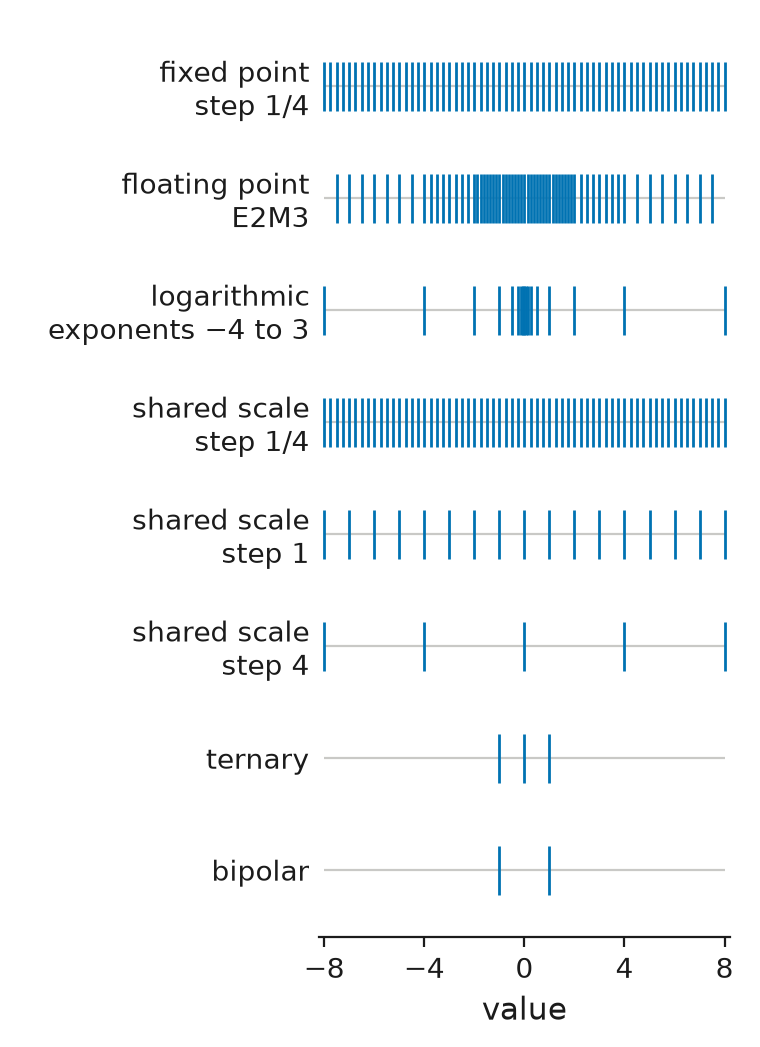 fixed point
step 1/4
floating point
E2M3
logarithmic
exponents −4 to 3
shared scale
step 1/4
shared scale
step 1
shared scale
step 4
ternary
bipolar
−8 −4 0 4 8
value